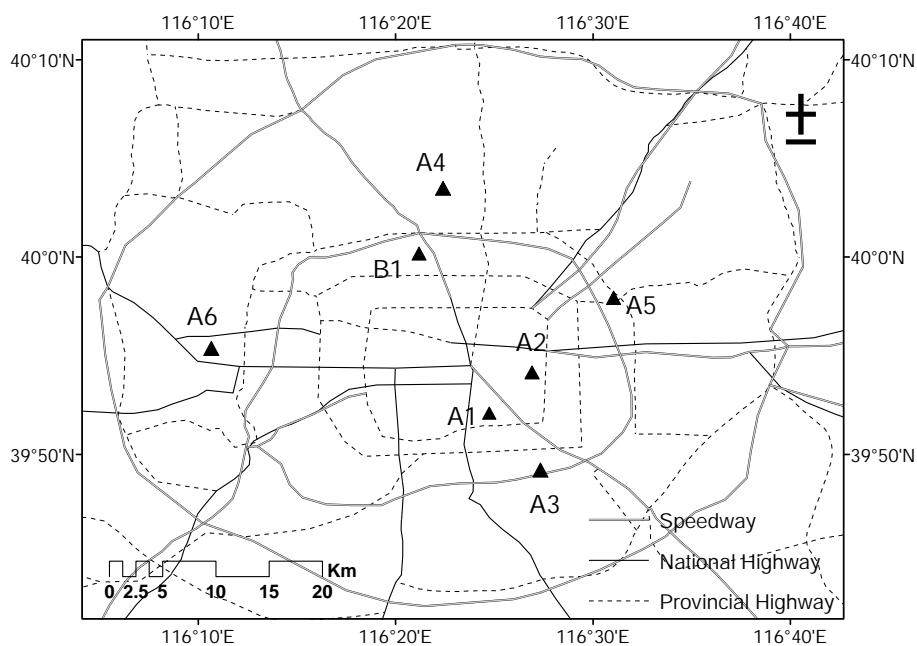 116°10'E 116°20'E 116°30'E 116°40'E
40°10'N 40°10'N
A4
40°0'N 40°0'N
B1
A5
A6
A2
A1
39°50'N 39°50'N
A3
Speedway
National Highway
Km
0 2.5 5 10 15 20
Provincial Highway
116°10'E 116°20'E 116°30'E 116°40'E